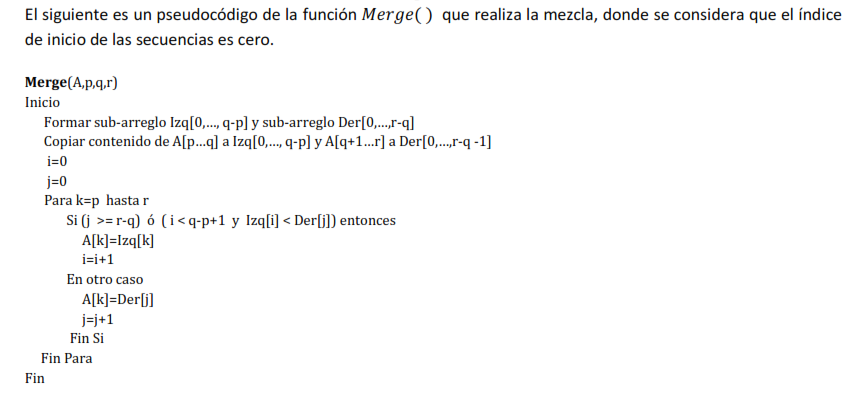 El siguiente es un pseudocódigo de la función Merge( ) que realiza la mezcla, donde se considera que el índice
de inicio de las secuencias es cero.
Merge(A,p,q,r)
Inicio
Formar sub-arreglo Izq[0,..., q-p] y sub-arreglo Der[0,...,r-q]
Copiar contenido de A[p...q] a Izq[0,..., q-p] y A[q+1...r] a Der[0,...,r-q -1]
i=0
j=0
Para k=p hasta r
Si (j >= r-q) ó ( i < q-p+1 y Izq[i] < Der[j]) entonces
A[k]=Izq[k]
i=i+1
En otro caso
A[k]=Der[j]
j=j+1
Fin Si
Fin Para
Fin